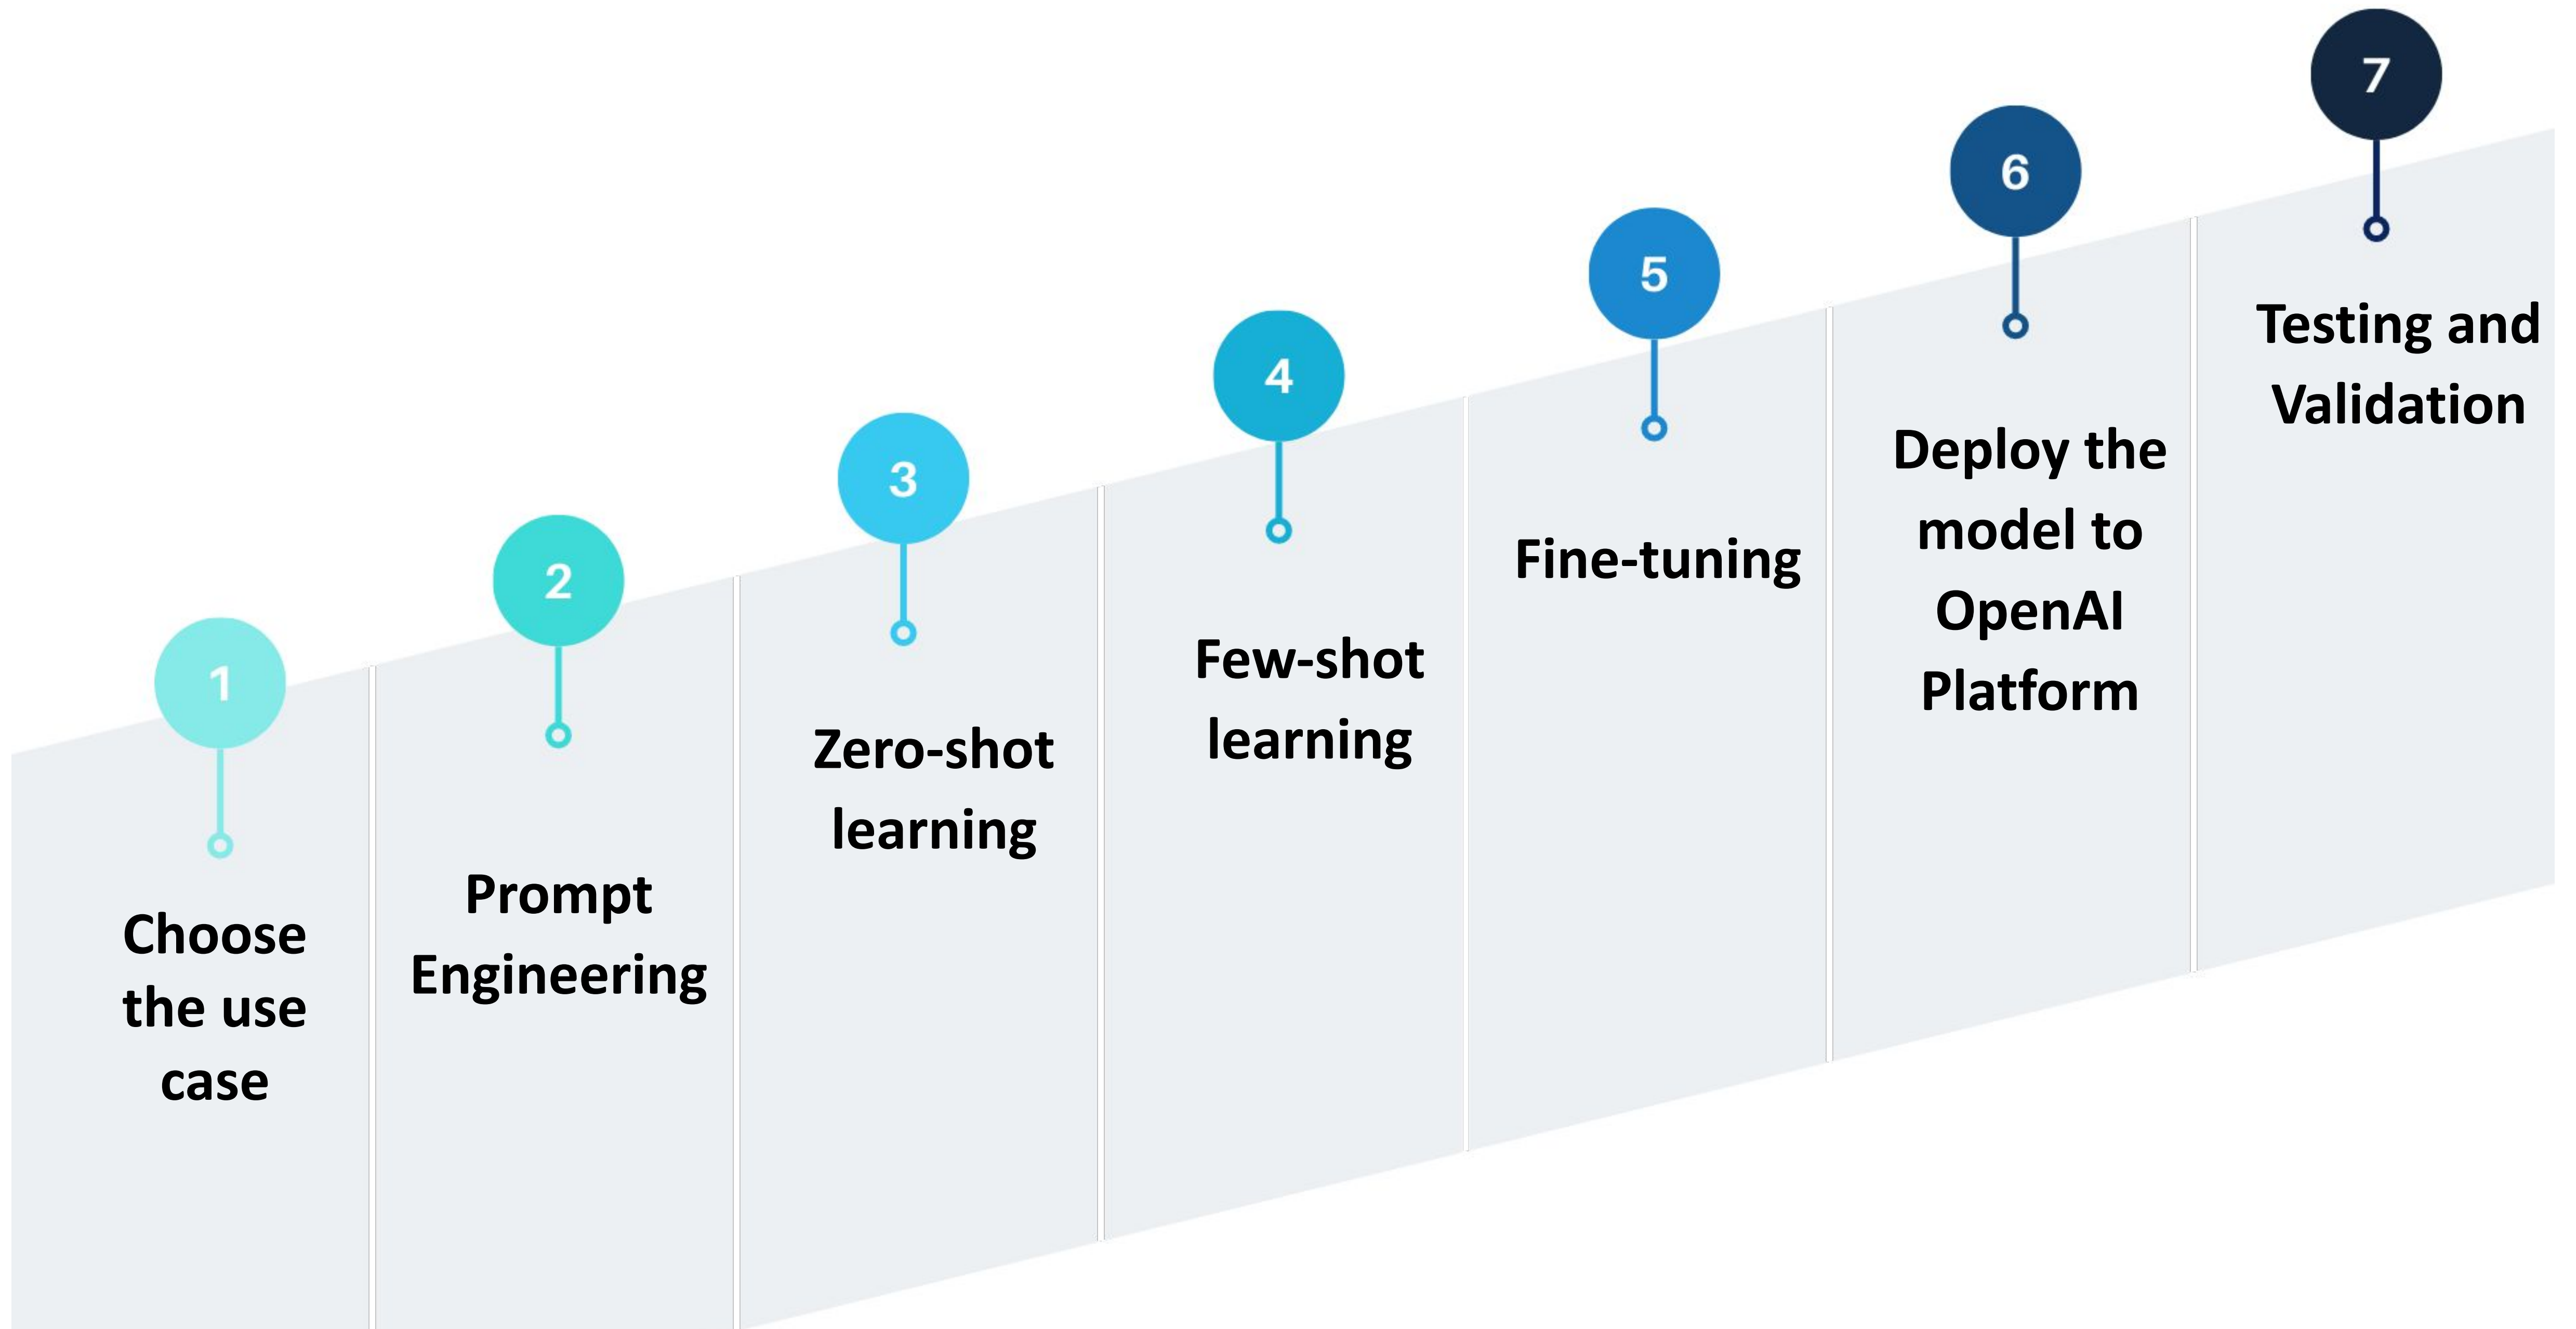 1
Choose
the use
case
2
Prompt
Engineering
3
Zero-shot
learning
4
Few-shot
learning
5
Fine-tuning
6
Deploy the
model to
OpenAI
Platform
7
Testing and
Validation